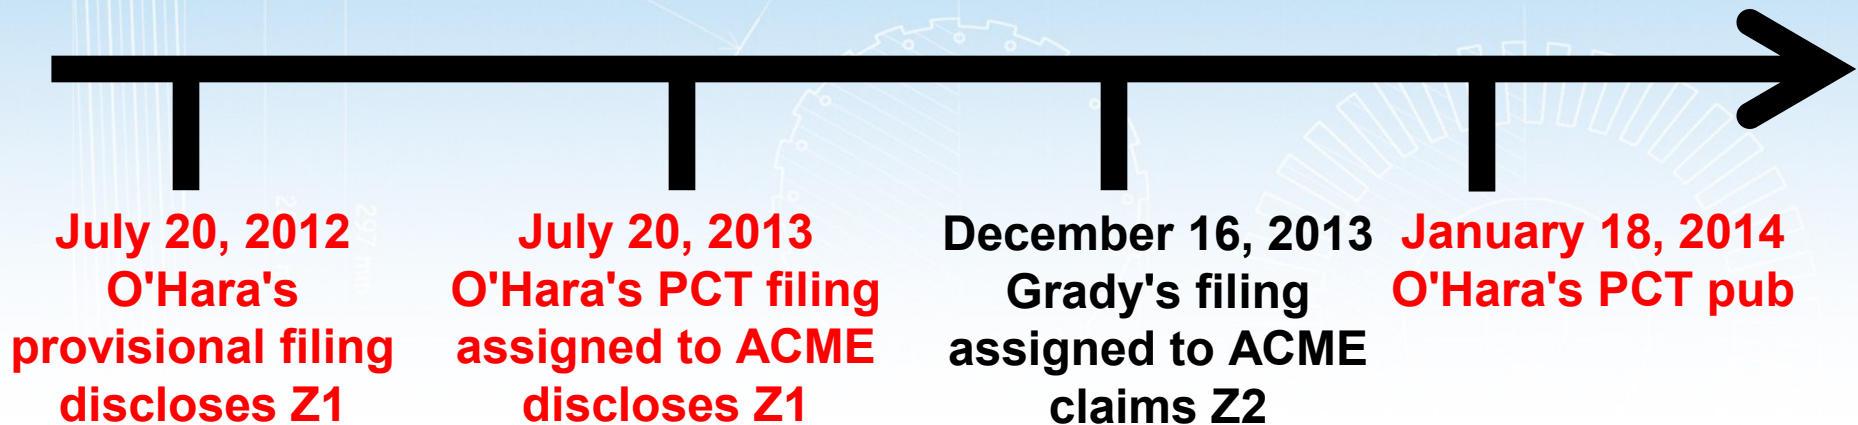 July 20, 2012
O'Hara's
provisional filing
discloses Z1
July 20, 2013
O'Hara's PCT filing
assigned to ACME
discloses Z1
December 16, 2013
Grady's filing
assigned to ACME
claims Z2
January 18, 2014
O'Hara's PCT pub